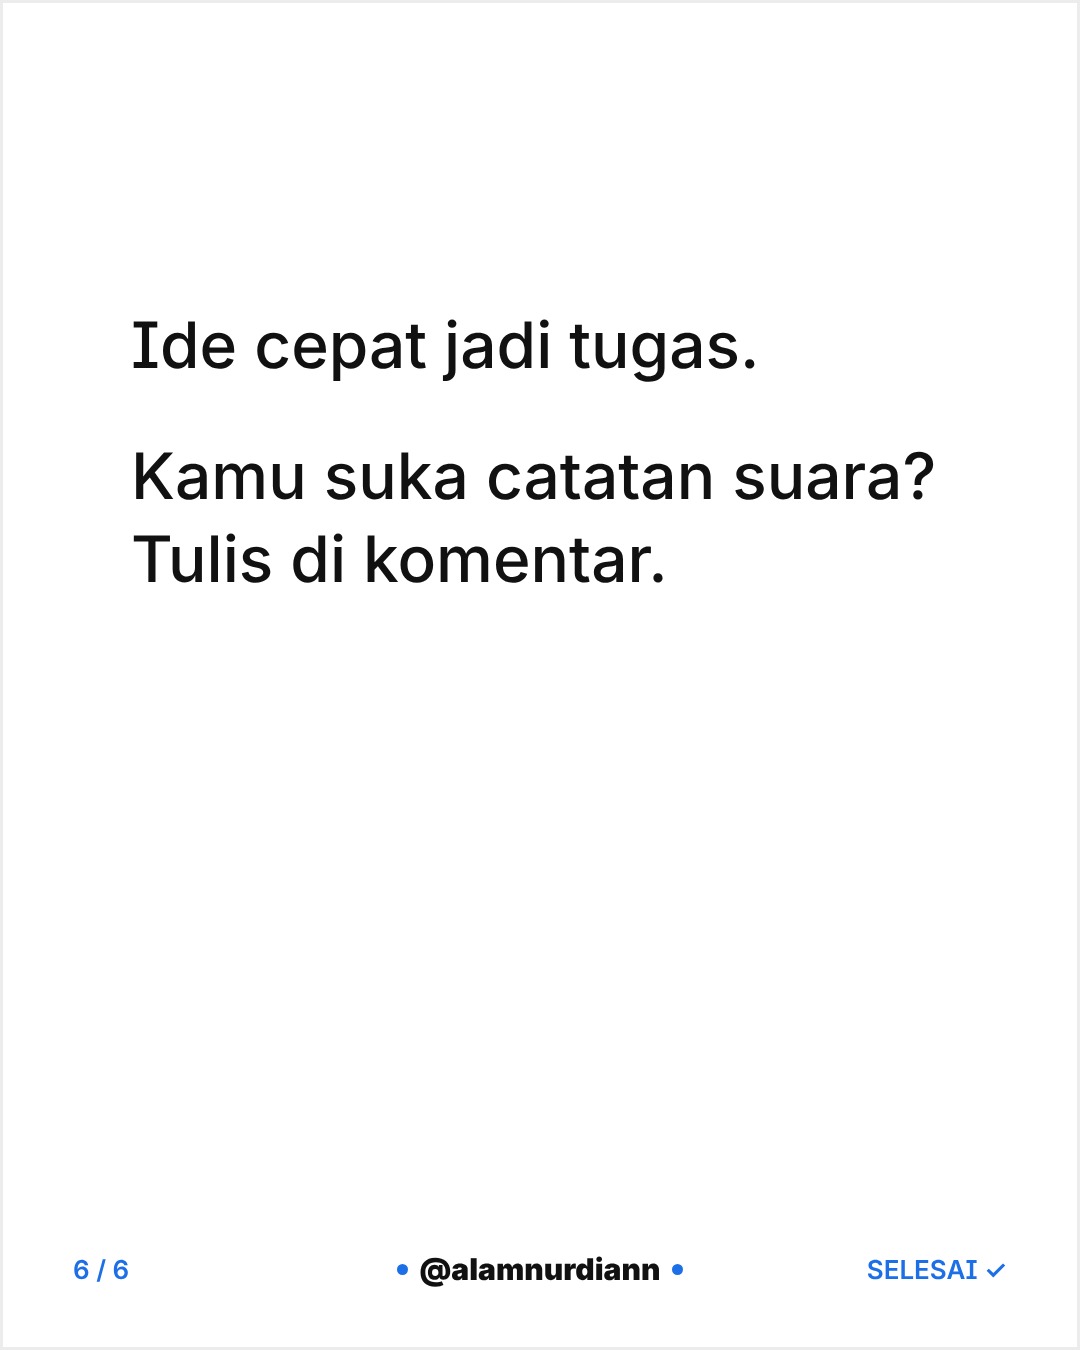 Ide cepat jadi tugas.
Kamu suka catatan suara?
Tulis di komentar.
6 / 6
• @alamnurdiann •
SELESAI ✓